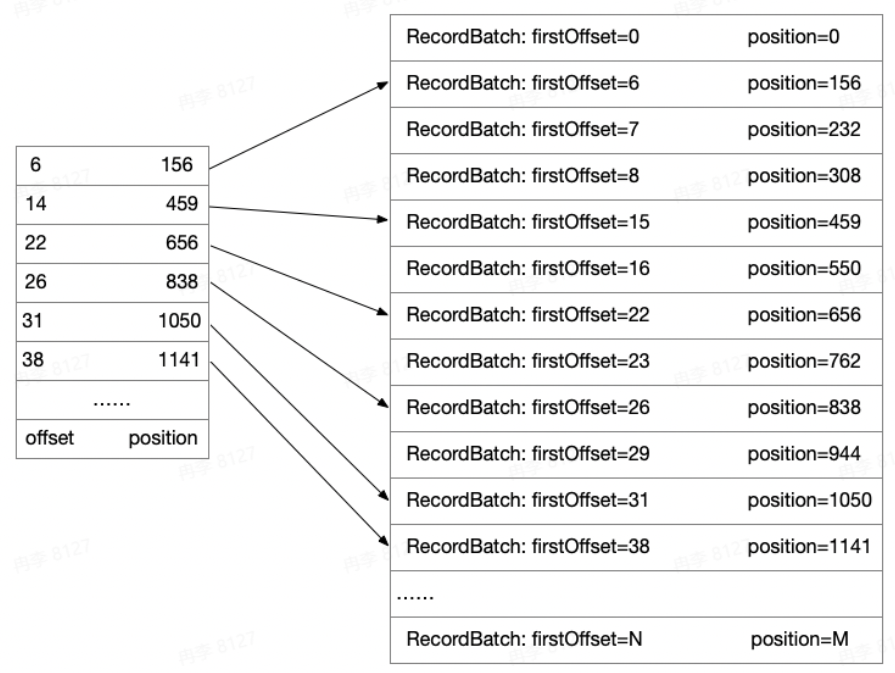 6 156
14 459
22 656
26 838
31 1050
38 1141
......
offset position
RecordBatch: firstOffset=0 position=0
RecordBatch: firstOffset=6 position=156
RecordBatch: firstOffset=7 position=232
RecordBatch: firstOffset=8 position=308
RecordBatch: firstOffset=15 position=459
RecordBatch: firstOffset=16 position=550
RecordBatch: firstOffset=22 position=656
RecordBatch: firstOffset=23 position=762
RecordBatch: firstOffset=26 position=838
RecordBatch: firstOffset=29 position=944
RecordBatch: firstOffset=31 position=1050
RecordBatch: firstOffset=38 position=1141
......
RecordBatch: firstOffset=N position=M
冉李 8127